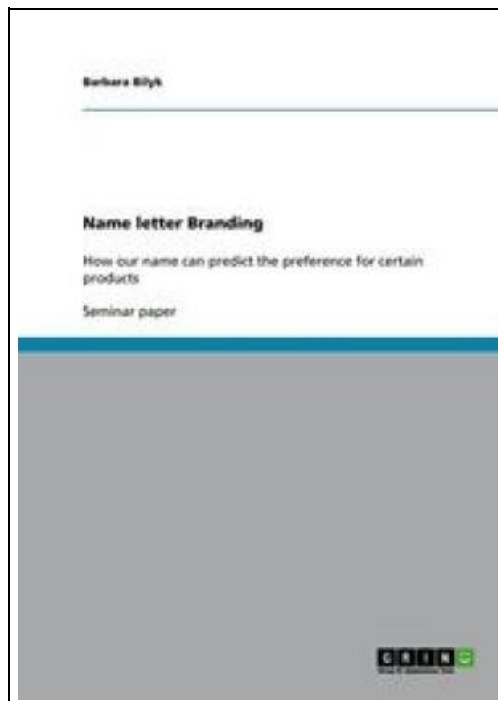 Barbara Bilyk
Name letter Branding
How our name can predict the preference for certain
products
Seminar paper
GRIN